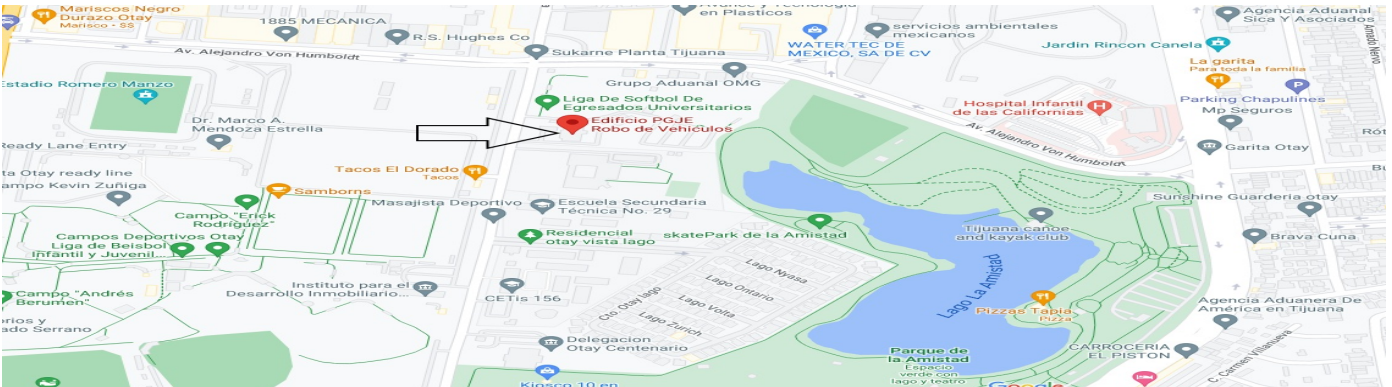 Mariscos Negro
Durazo Otay
Marisco - $$
1885 MECANICA
R.S. Hughes Co
en Plasticos
servicios ambientales
mexicanos
Agencia Aduanal
Sica Y Asociados
Amado Nervo
Av. Alejandro Von Humboldt
Sukarne Planta Tijuana
WATER TEC DE
MEXICO, SA DE CV
Jardin Rincon Canela
La garita
Para toda la familia
Estadio Romero Manzo
Grupo Aduanal OMG
Liga De Softbol De
Egresados Universitarios
Edificio PGJE
Robo de Vehículos
Hospital Infantil
de las Californias
Parking Chapulines
Mp Seguros
Dr. Marco A.
Mendoza Estrella
Av. Alejandro Von Humboldt
Garita Otay
Ready Lane Entry
Tacos El Dorado
Tacos
ta Otay ready line
ampo Kevin Zuñiga
Samborns
Masajista Deportivo
Escuela Secundaria
Técnica No. 29
Sunshine Guarderia otay
Campo "Erick
Rodriguez"
Campos Deportivos Otay
Liga de Beisbol
Infantil y Juvenil...
Residencial
otay vista lago
skatePark de la Amistad
Tijuana canoe
and kayak club
Brava Cuna
Lago Nyasa
Lago Ontario
Lago Volta
Lago Zurich
Cto. Otay lago
Lago La Amistad
Instituto para el
Desarrollo Inmobiliario...
CETis 156
Campo "Andrés
Berumen"
Pizzas Tapia
Pizza
Agencia Aduanera De
América en Tijuana
rios y
ado Serrano
Delegacion
Otay Centenario
Parque de
la Amistad
Espacio
verde con
lago y teatro
CARROCERIA
EL PISTON
C. Carmen Villanueva
Kiosco 10 en
Google